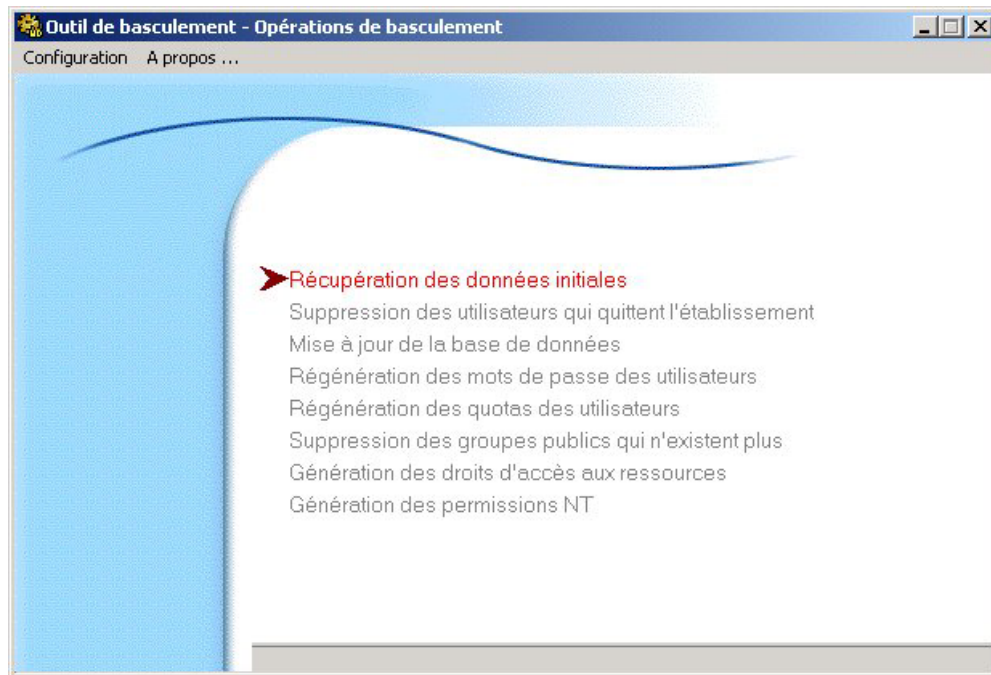 Outil de basculement - Opérations de basculement
Configuration A propos ...
Récupération des données initiales
Suppression des utilisateurs qui quittent l'établissement
Mise à jour de la base de données
Régénération des mots de passe des utilisateurs
Régénération des quotas des utilisateurs
Suppression des groupes publics qui n'existent plus
Génération des droits d'accès aux ressources
Génération des permissions NT